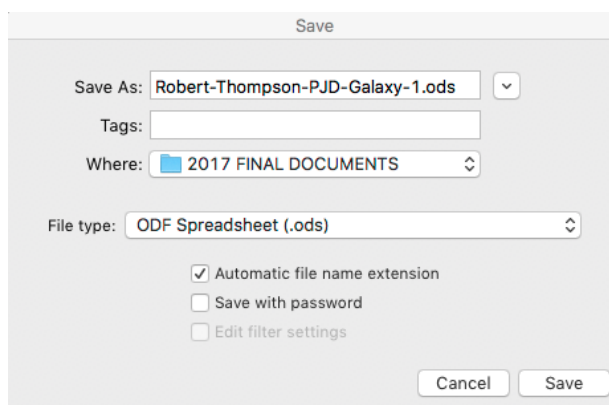 Save
Save As: Robert-Thompson-PJD-Galaxy-1.ods
Tags:
Where: 2017 FINAL DOCUMENTS
File type: ODF Spreadsheet (.ods)
Automatic file name extension
Save with password
Edit filter settings
Cancel Save